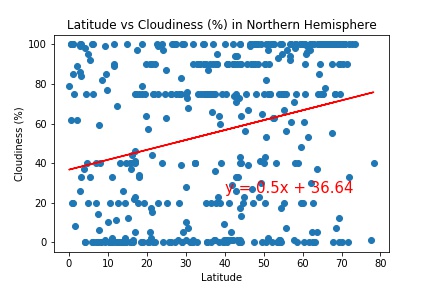 Latitude vs Cloudiness (%) in Northern Hemisphere
100
80
60
40
20
0
Cloudiness (%)
y = 0.5x + 36.64
0 10 20 30 40 50 60 70 80
Latitude